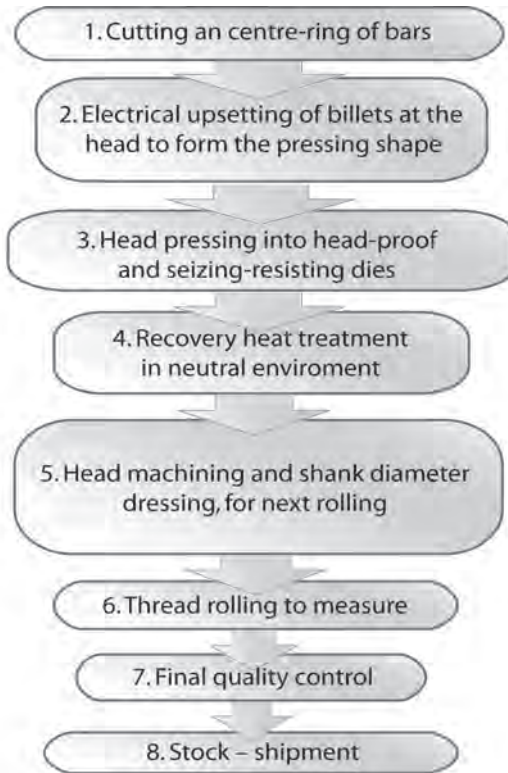 1. Cutting an centre-ring of bars
2. Electrical upsetting of billets at the
head to form the pressing shape
3. Head pressing into head-proof
and seizing-resisting dies
4. Recovery heat treatment
in neutral enviroment
5. Head machining and shank diameter
dressing, for next rolling
6. Thread rolling to measure
7. Final quality control
8. Stock – shipment